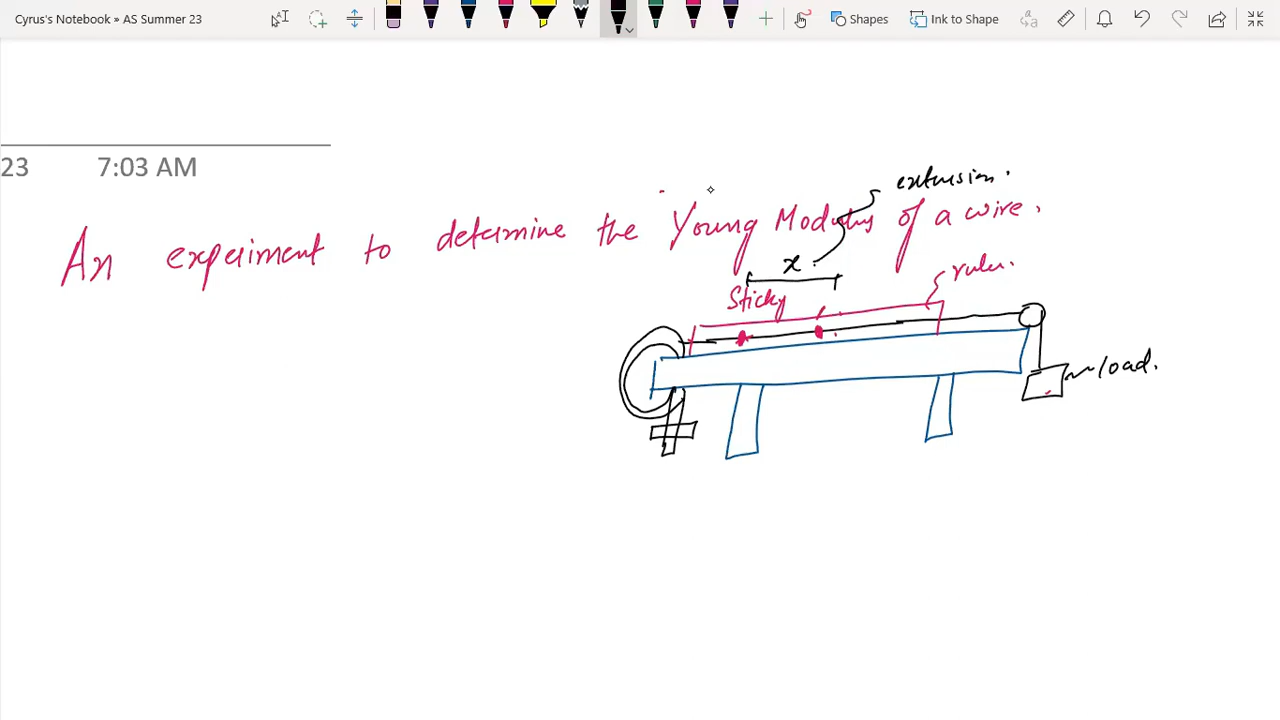 Cyrus's Notebook » AS Summer 23
Shapes
Ink to Shape
23 7:03 AM
extension.
An experiment to determine the Young Modulus of a wire.
x
ruler.
Sticky
load.